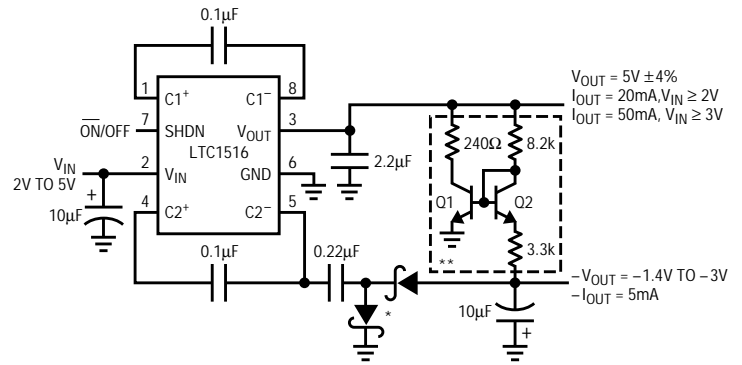 0.1µF
1
C1+
C1–
8
7
ON/OFF
SHDN
VOUT
3
LTC1516
VIN
2V TO 5V
2
VIN
GND
6
10µF
+
4
C2+
C2–
5
2.2µF
VOUT = 5V ±4%
IOUT = 20mA,VIN ≥ 2V
IOUT = 50mA, VIN ≥ 3V
240Ω
8.2k
Q1
Q2
3.3k
**
0.1µF
0.22µF
*
–VOUT = –1.4V TO –3V
–IOUT = 5mA
10µF
+